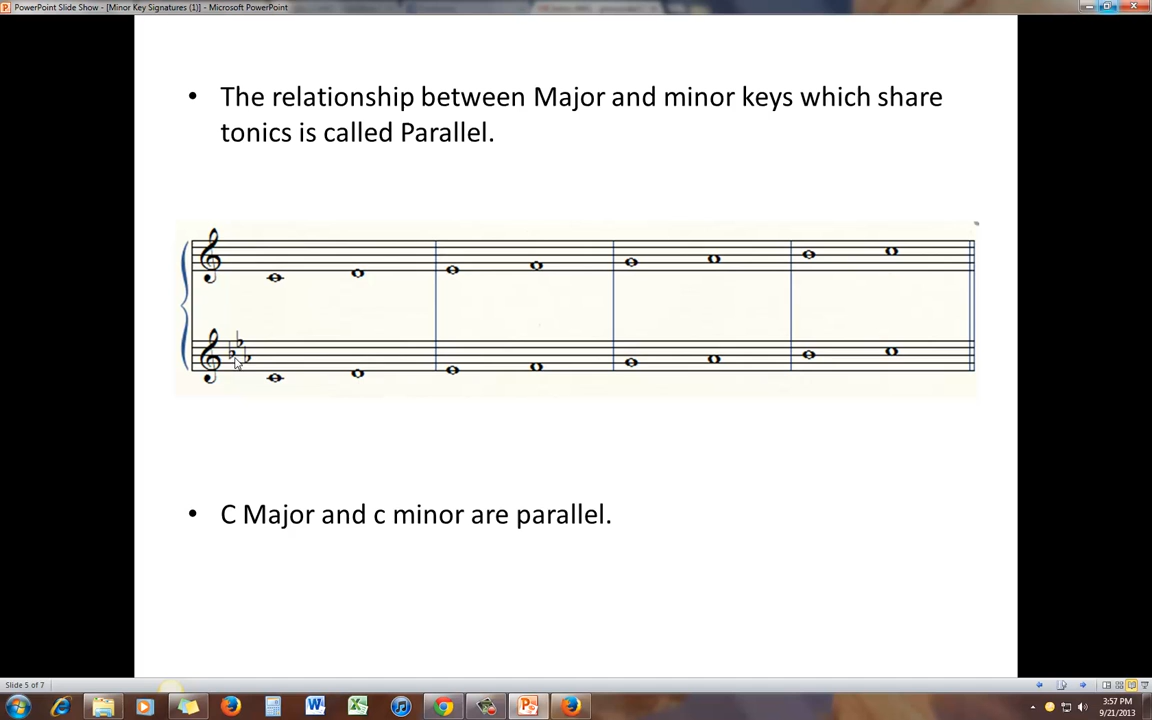 PowerPoint Slide Show - [Minor Key Signatures (1)] - Microsoft PowerPoint
• The relationship between Major and minor keys which share
tonics is called Parallel.
• C Major and c minor are parallel.
Slide 5 of 7
3:57 PM
9/21/2013